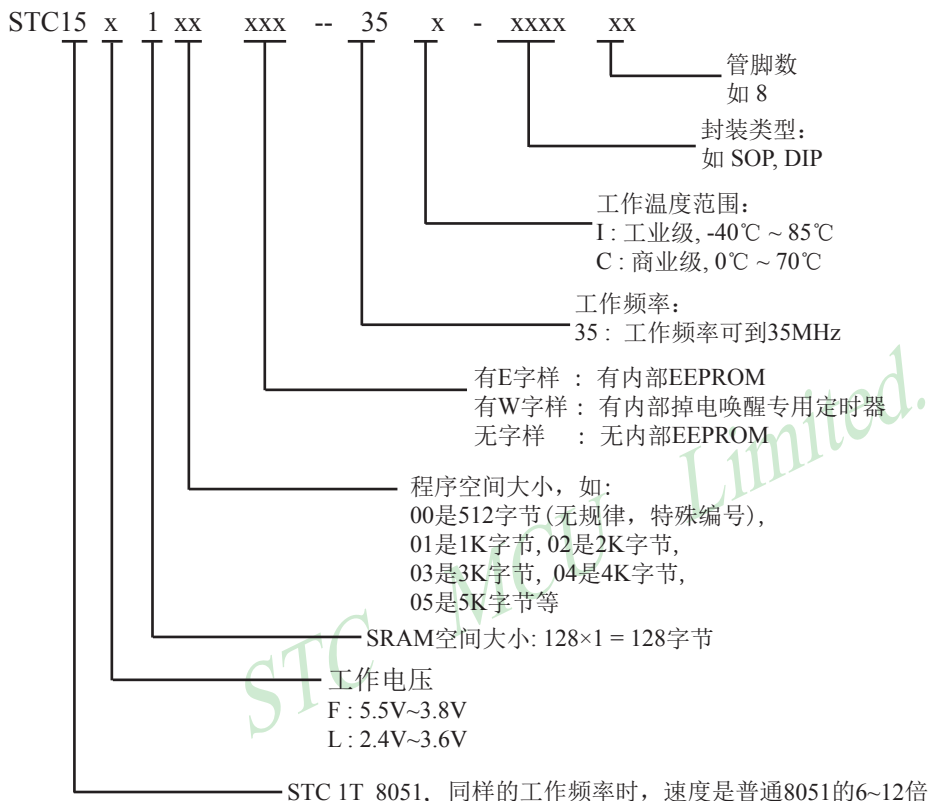 STC15 x 1 xx xxx -- 35 x - xxxx xx
管脚数
如 8
封装类型：
如 SOP, DIP
工作温度范围：
I : 工业级, -40℃ ~ 85℃
C : 商业级, 0℃ ~ 70℃
工作频率：
35 : 工作频率可到35MHz
有E字样 : 有内部EEPROM
有W字样 : 有内部掉电唤醒专用定时器
无字样 : 无内部EEPROM
程序空间大小，如:
00是512字节(无规律，特殊编号),
01是1K字节, 02是2K字节,
03是3K字节, 04是4K字节,
05是5K字节等
SRAM空间大小: 128×1 = 128字节
工作电压
F : 5.5V~3.8V
L : 2.4V~3.6V
STC 1T 8051, 同样的工作频率时，速度是普通8051的6~12倍
STC MCU Limited.